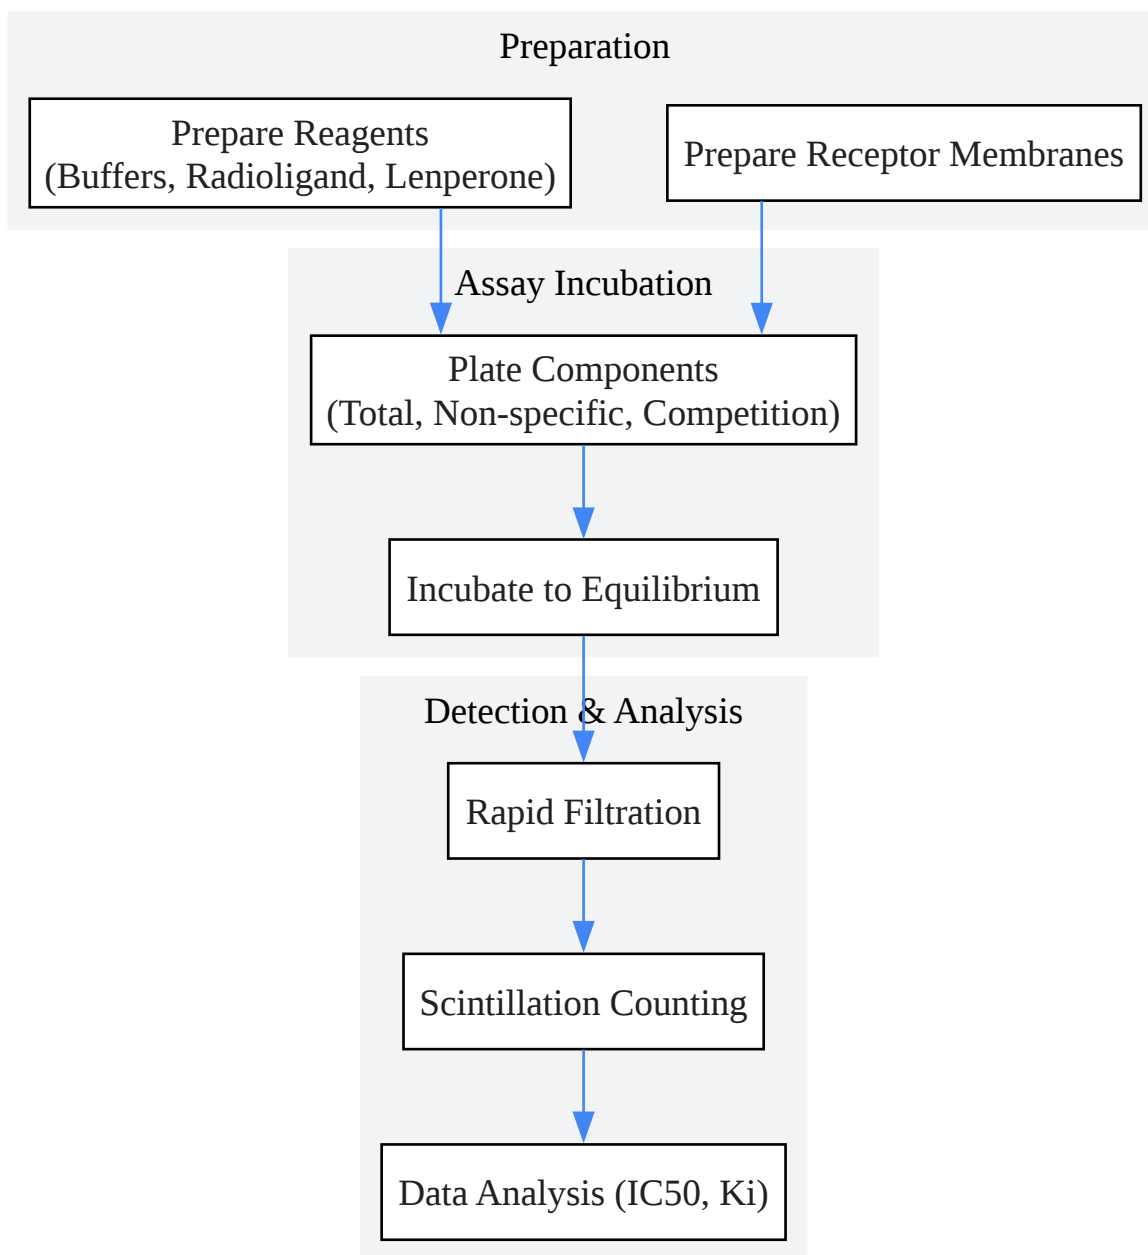 Preparation
Prepare Reagents
(Buffers, Radioligand, Lenperone)
Prepare Receptor Membranes
Assay Incubation
Plate Components
(Total, Non-specific, Competition)
Incubate to Equilibrium
Detection & Analysis
Rapid Filtration
Scintillation Counting
Data Analysis (IC50, Ki)